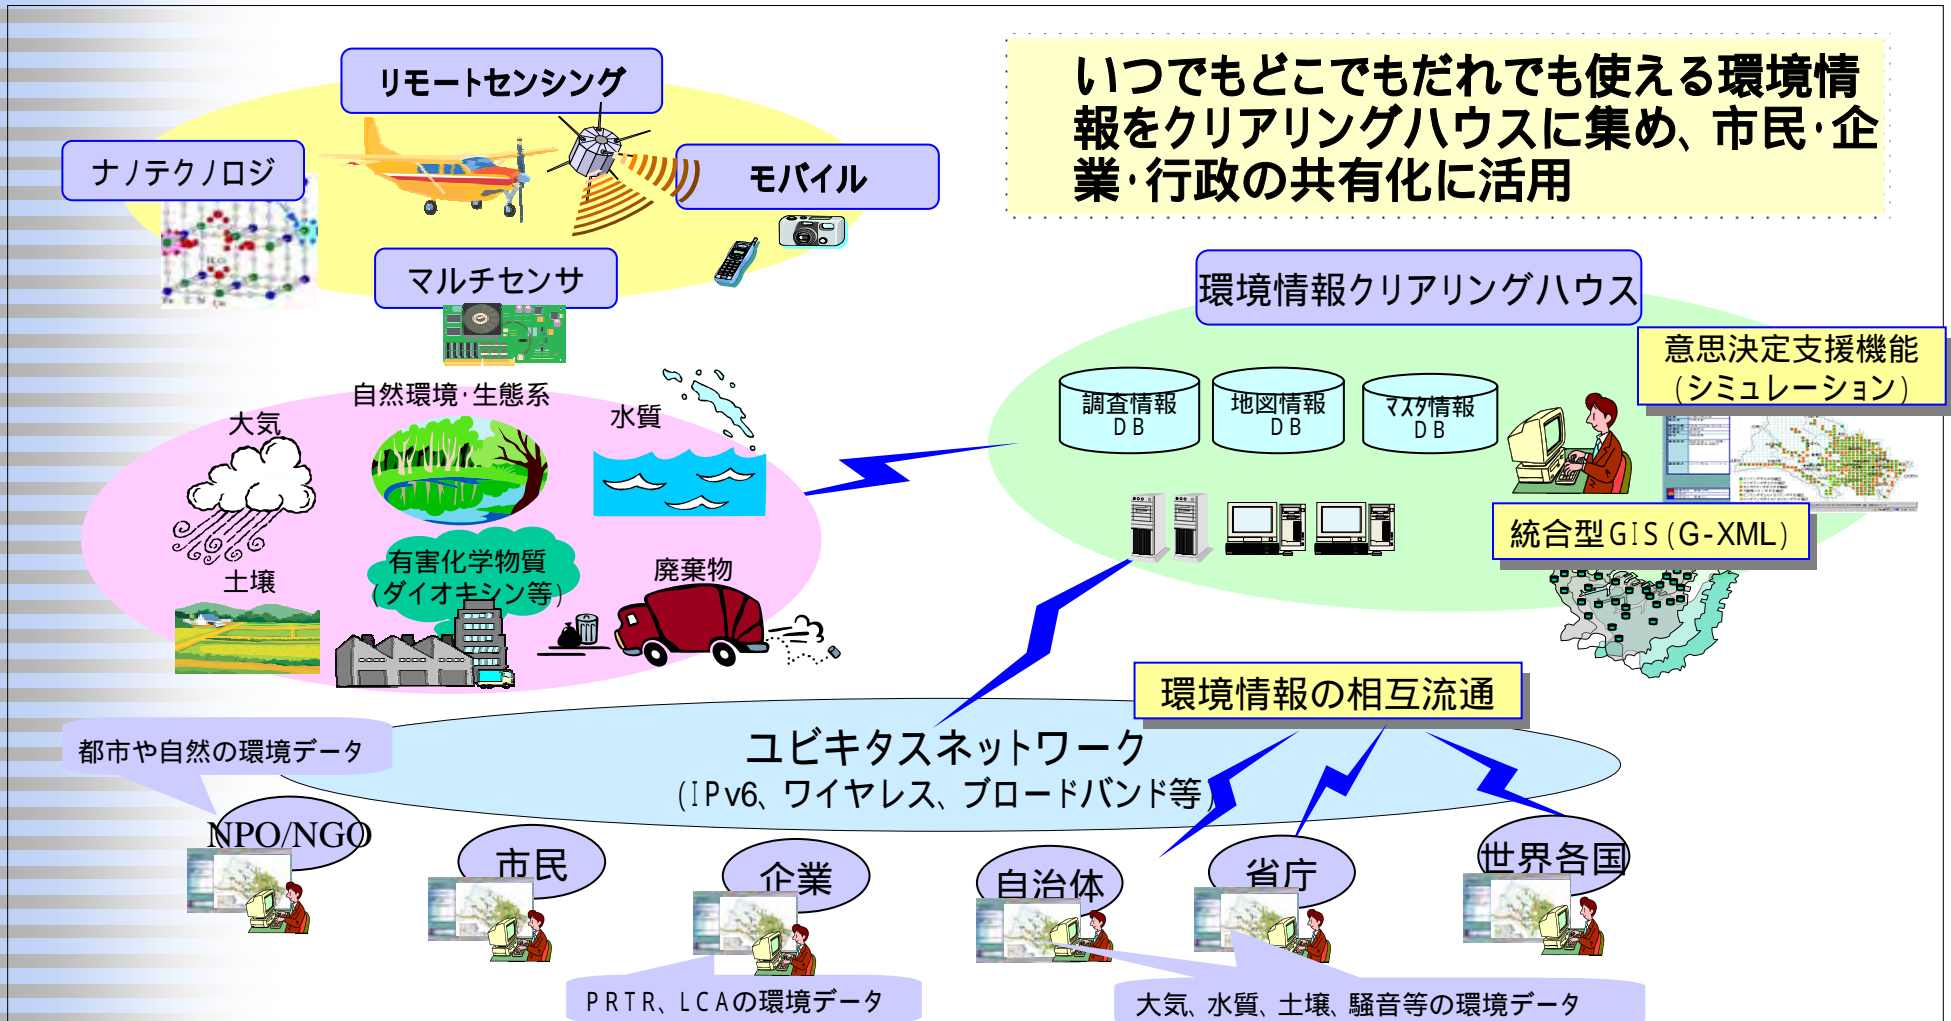 いつでもどこでもだれでも使える環境情
報をクリアリングハウスに集め、市民・企
業・行政の共有化に活用
リモートセンシング
ナノテクノロジ
モバイル
マルチセンサ
環境情報クリアリングハウス
意思決定支援機能
(シミュレーション)
調査情報
DB
地図情報
DB
マスタ情報
DB
統合型GIS(G-XML)
自然環境・生態系
大気
水質
有害化学物質
(ダイオキシン等)
土壌
廃棄物
環境情報の相互流通
ユビキタスネットワーク
(IPv6、ワイヤレス、ブロードバンド等)
都市や自然の環境データ
NPO/NGO
市民
企業
自治体
省庁
世界各国
PRTR、LCAの環境データ
大気、水質、土壌、騒音等の環境データ